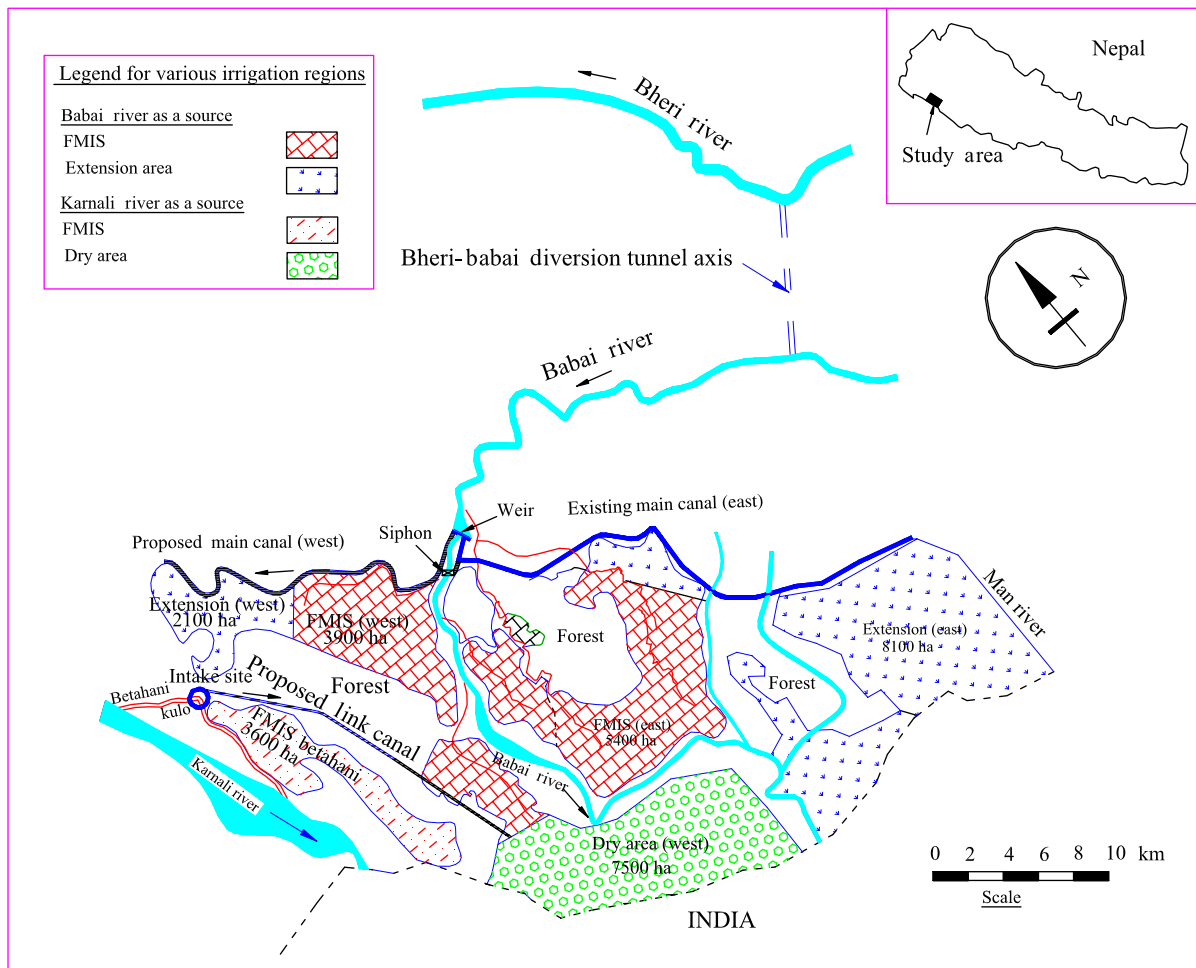 Legend for various irrigation regions
Babai river as a source
FMIS
Extension area
Karnali river as a source
FMIS
Dry area
Nepal
Study area
N
Bheri river
Bheri-babai diversion tunnel axis
Babai river
Weir
Existing main canal (east)
Siphon
Proposed main canal (west)
Extension (west)
2100 ha
FMIS (west)
3900 ha
Forest
Man river
Extension (east)
8100 ha
Forest
Forest
Intake site
Betahani
kulo
Proposed link canal
FMIS betahani
3600 ha
FMIS (east)
5400 ha
Babai river
Karnali river
Dry area (west)
7500 ha
INDIA
0 2 4 6 8 10 km
Scale